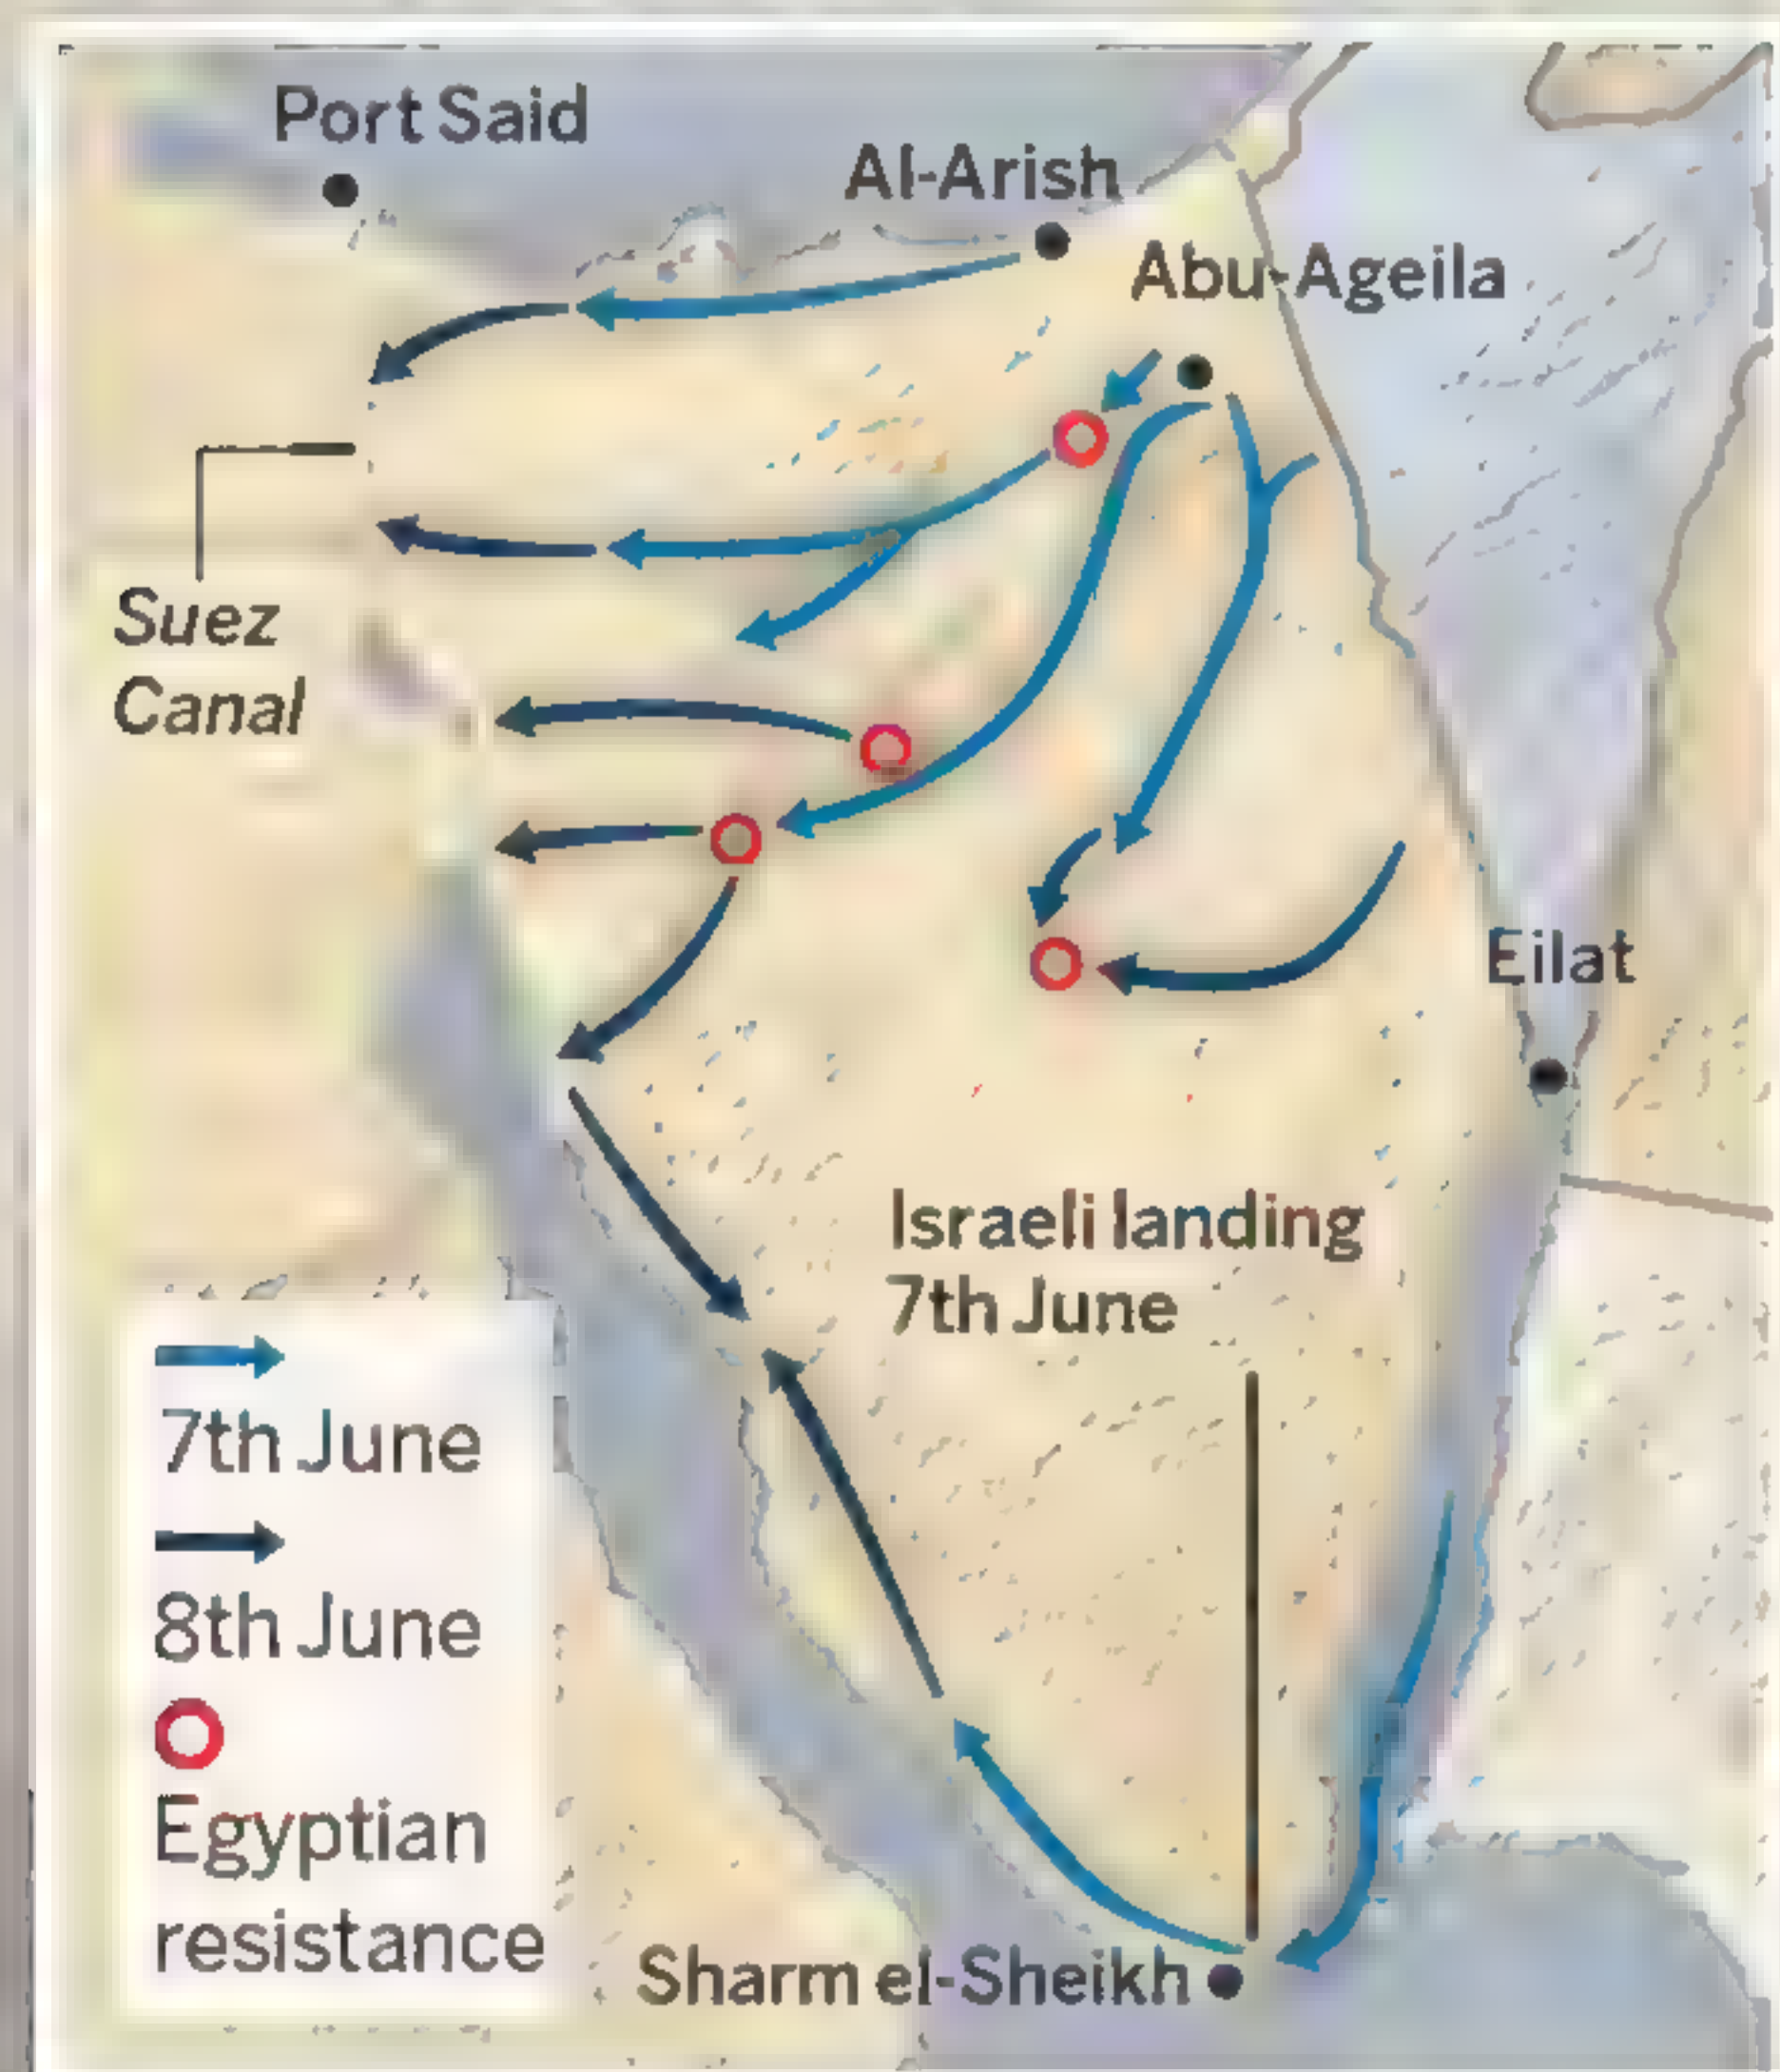 Port Said
Al-Arish
Abu-Ageila
Suez
Canal
Eilat
Israeli landing
7th June
7th June
8th June
Egyptian
resistance
Sharm el-Sheikh